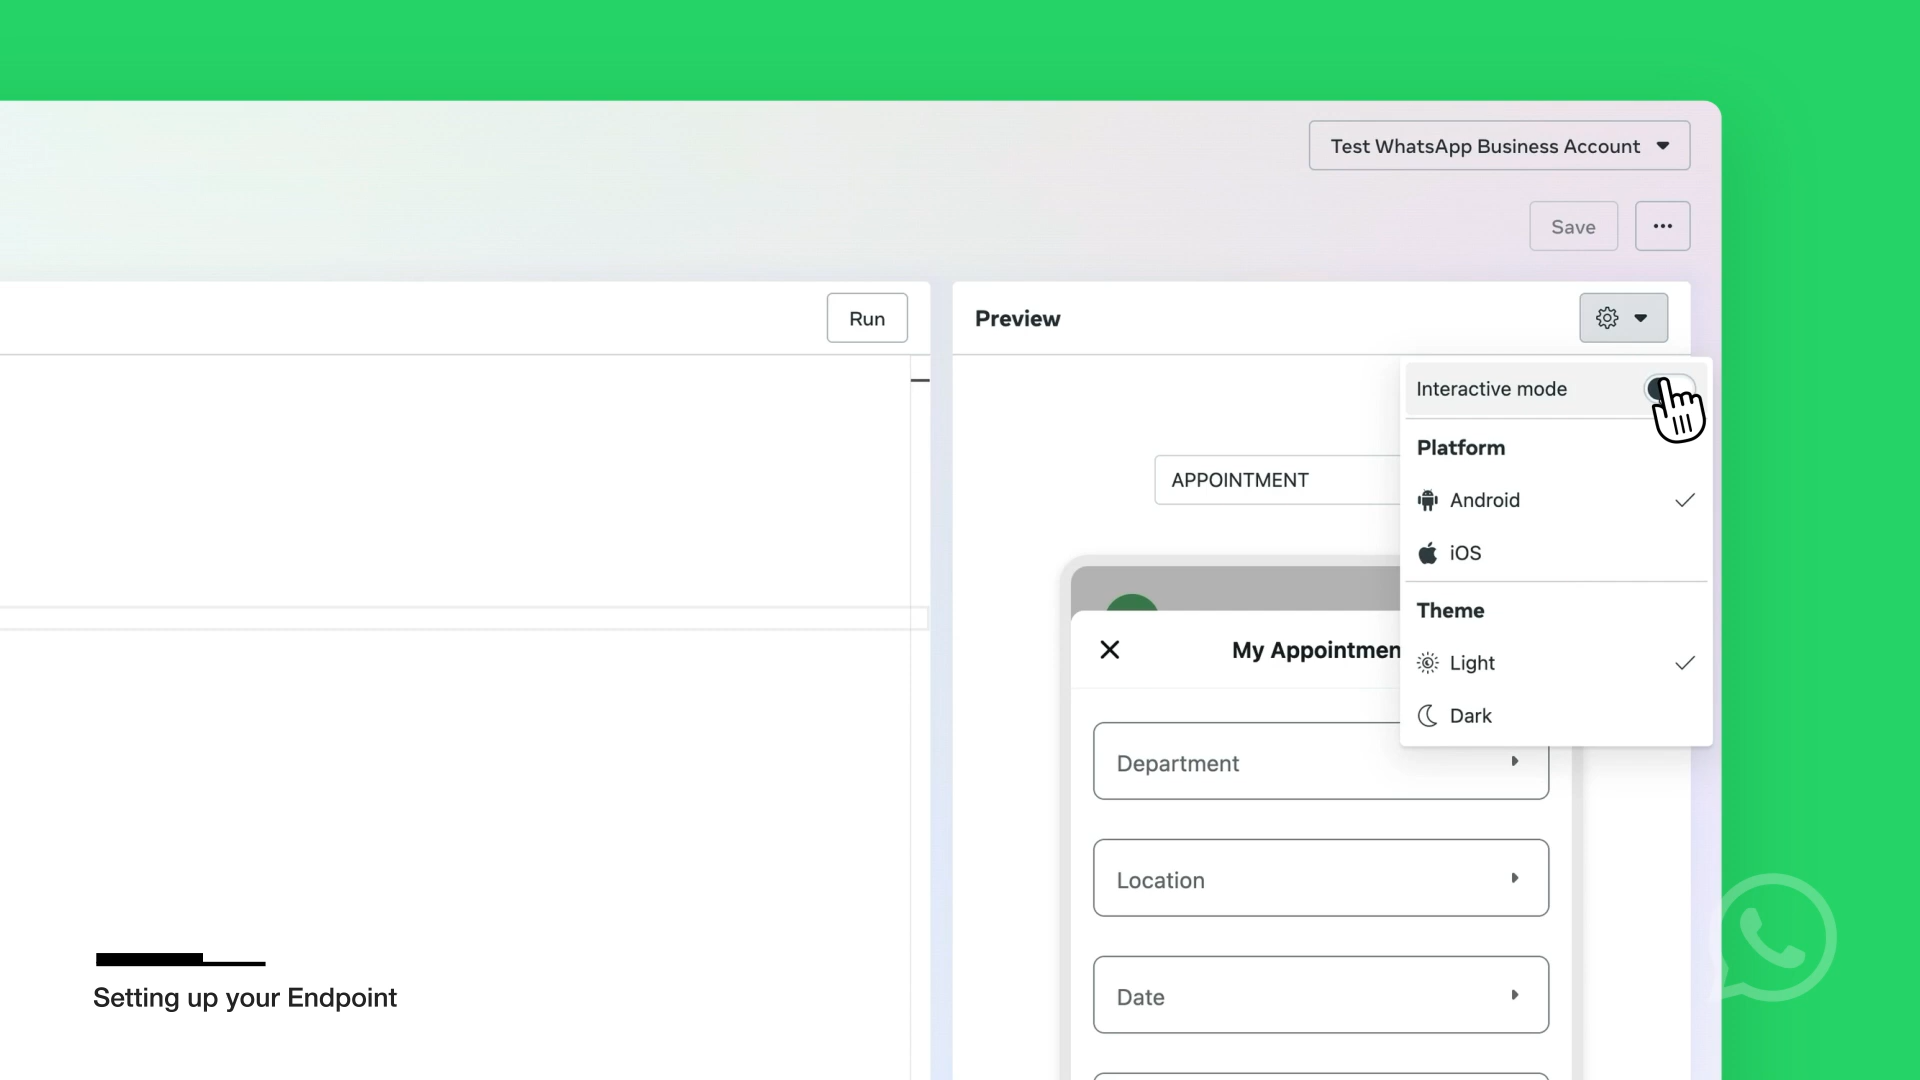 Test WhatsApp Business Account
Save
Run
Preview
Interactive mode
Platform
APPOINTMENT
Android
iOS
Theme
My Appointmen
Light
Dark
Department
Location
Date
Setting up your Endpoint